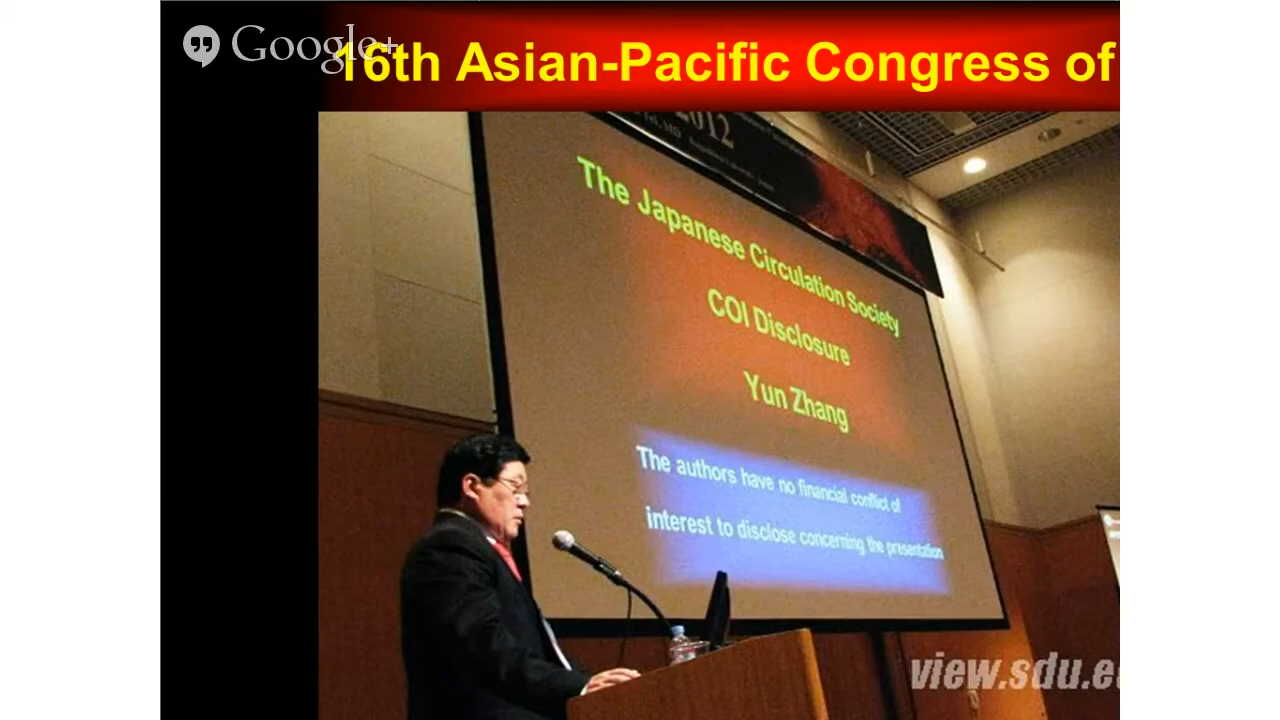 Google+
16th Asian-Pacific Congress of
2012
The Japanese Circulation Society
COI Disclosure
Yun Zhang
The authors have no financial conflict of
interest to disclose concerning the presentation
view.sdu.e